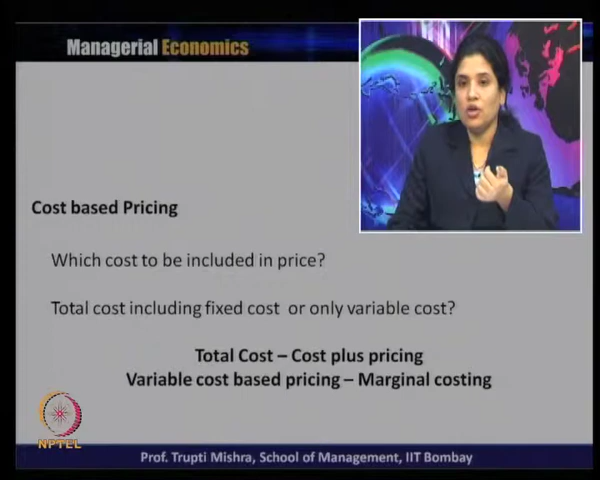 Managerial Economics
Cost based Pricing
Which cost to be included in price?
Total cost including fixed cost or only variable cost?
Total Cost – Cost plus pricing
Variable cost based pricing – Marginal costing
NPTEL
Prof. Trupti Mishra, School of Management, IIT Bombay